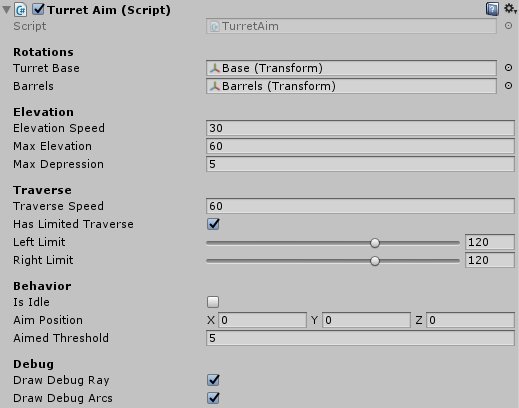 Turret Aim (Script)
Script TurretAim
Rotations
Turret Base Base (Transform)
Barrels Barrels (Transform)
Elevation
Elevation Speed 30
Max Elevation 60
Max Depression 5
Traverse
Traverse Speed 60
Has Limited Traverse
Left Limit 120
Right Limit 120
Behavior
Is Idle
Aim Position X 0 Y 0 Z 0
Aimed Threshold 5
Debug
Draw Debug Ray
Draw Debug Arcs